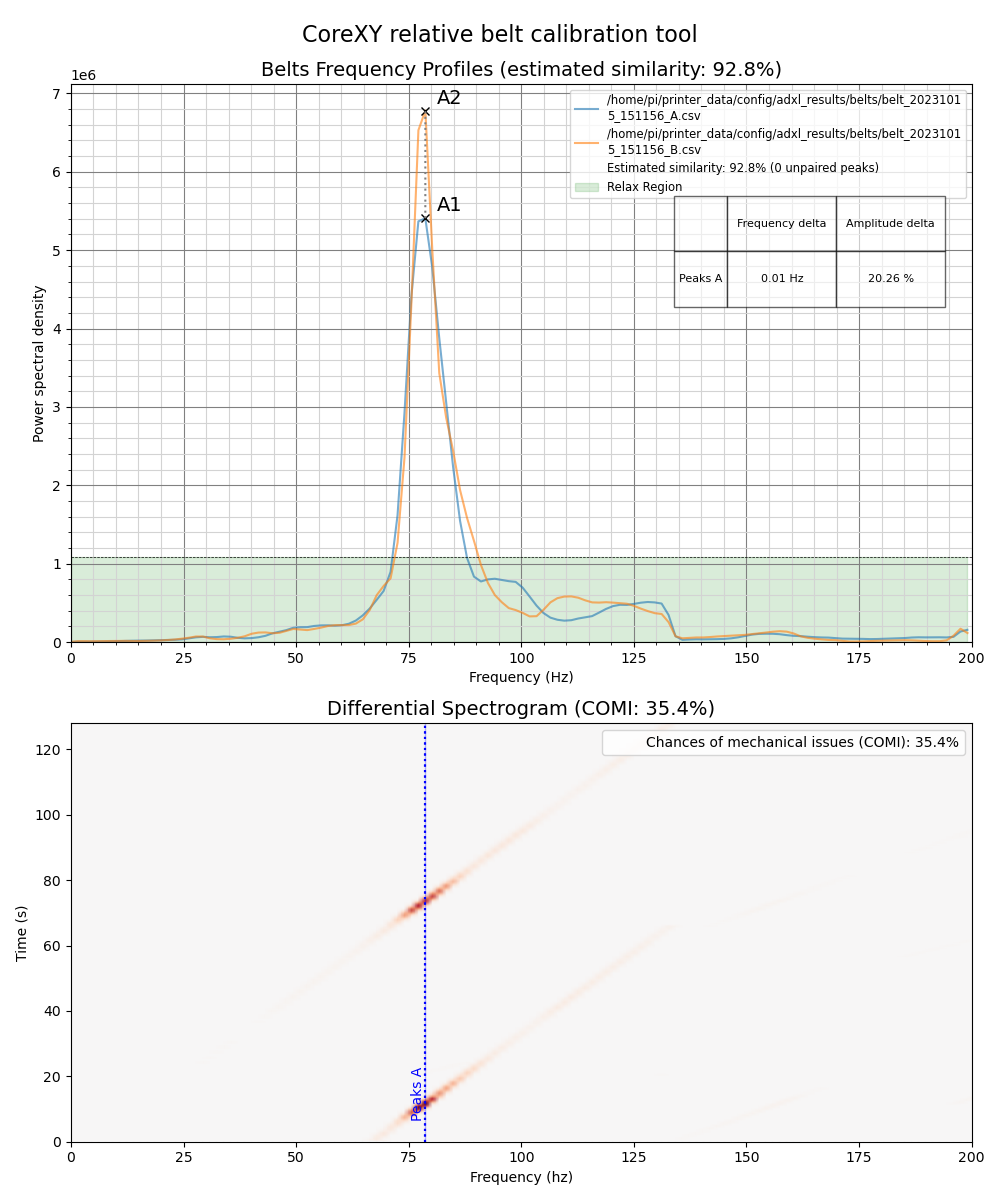 CoreXY relative belt calibration tool
Belts Frequency Profiles (estimated similarity: 92.8%)
1e6
7
6
5
4
3
2
1
0
Power spectral density
A2
A1
/home/pi/printer_data/config/adxl_results/belts/belt_2023101
5_151156_A.csv
/home/pi/printer_data/config/adxl_results/belts/belt_2023101
5_151156_B.csv
Estimated similarity: 92.8% (0 unpaired peaks)
Relax Region
Frequency delta Amplitude delta
Peaks A 0.01 Hz 20.26 %
0 25 50 75 100 125 150 175 200
Frequency (Hz)
Differential Spectrogram (COMI: 35.4%)
Chances of mechanical issues (COMI): 35.4%
120
100
80
60
40
20
0
Time (s)
Peaks A
0 25 50 75 100 125 150 175 200
Frequency (hz)